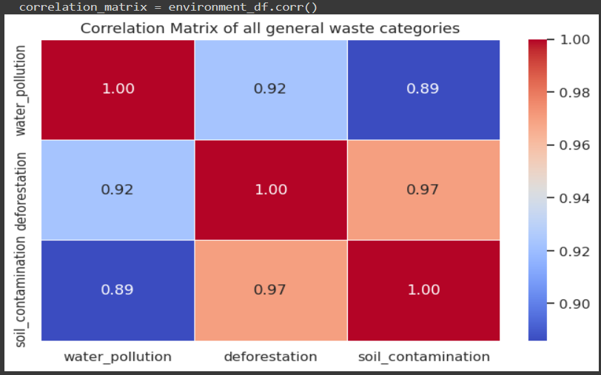 correlation_matrix = environment_df.corr()
Correlation Matrix of all general waste categories
water_pollution
1.00 0.92 0.89
deforestation
0.92 1.00 0.97
soil_contamination
0.89 0.97 1.00
water_pollution deforestation soil_contamination
1.00
0.98
0.96
0.94
0.92
0.90